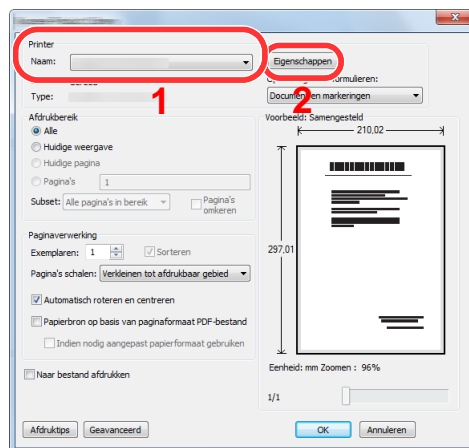 Printer
Naam:
Eigenschappen
formulieren:
Type:
1
2
Documenten markeringen
Afdrukbereik
Alle
Huidige weergave
Huidige pagina
Pagina's
1
Subset:
Alle pagina's in bereik
Pagina's
omkeren
Paginaverwerking
Exemplaren:
1
Sorteren
Pagina's schalen:
Verkleinen tot afdrukbaar gebied
Automatisch roteren en centreren
Papierbron op basis van paginaformaat PDF-bestand
Indien nodig aangepast papierformaat gebruiken
Naar bestand afdrukken
Voorbeeld: Samengesteld
210,02
297,01
Eenheid: mm Zoomen : 96%
1/1
Afdruktips
Geavanceerd
OK
Annuleren